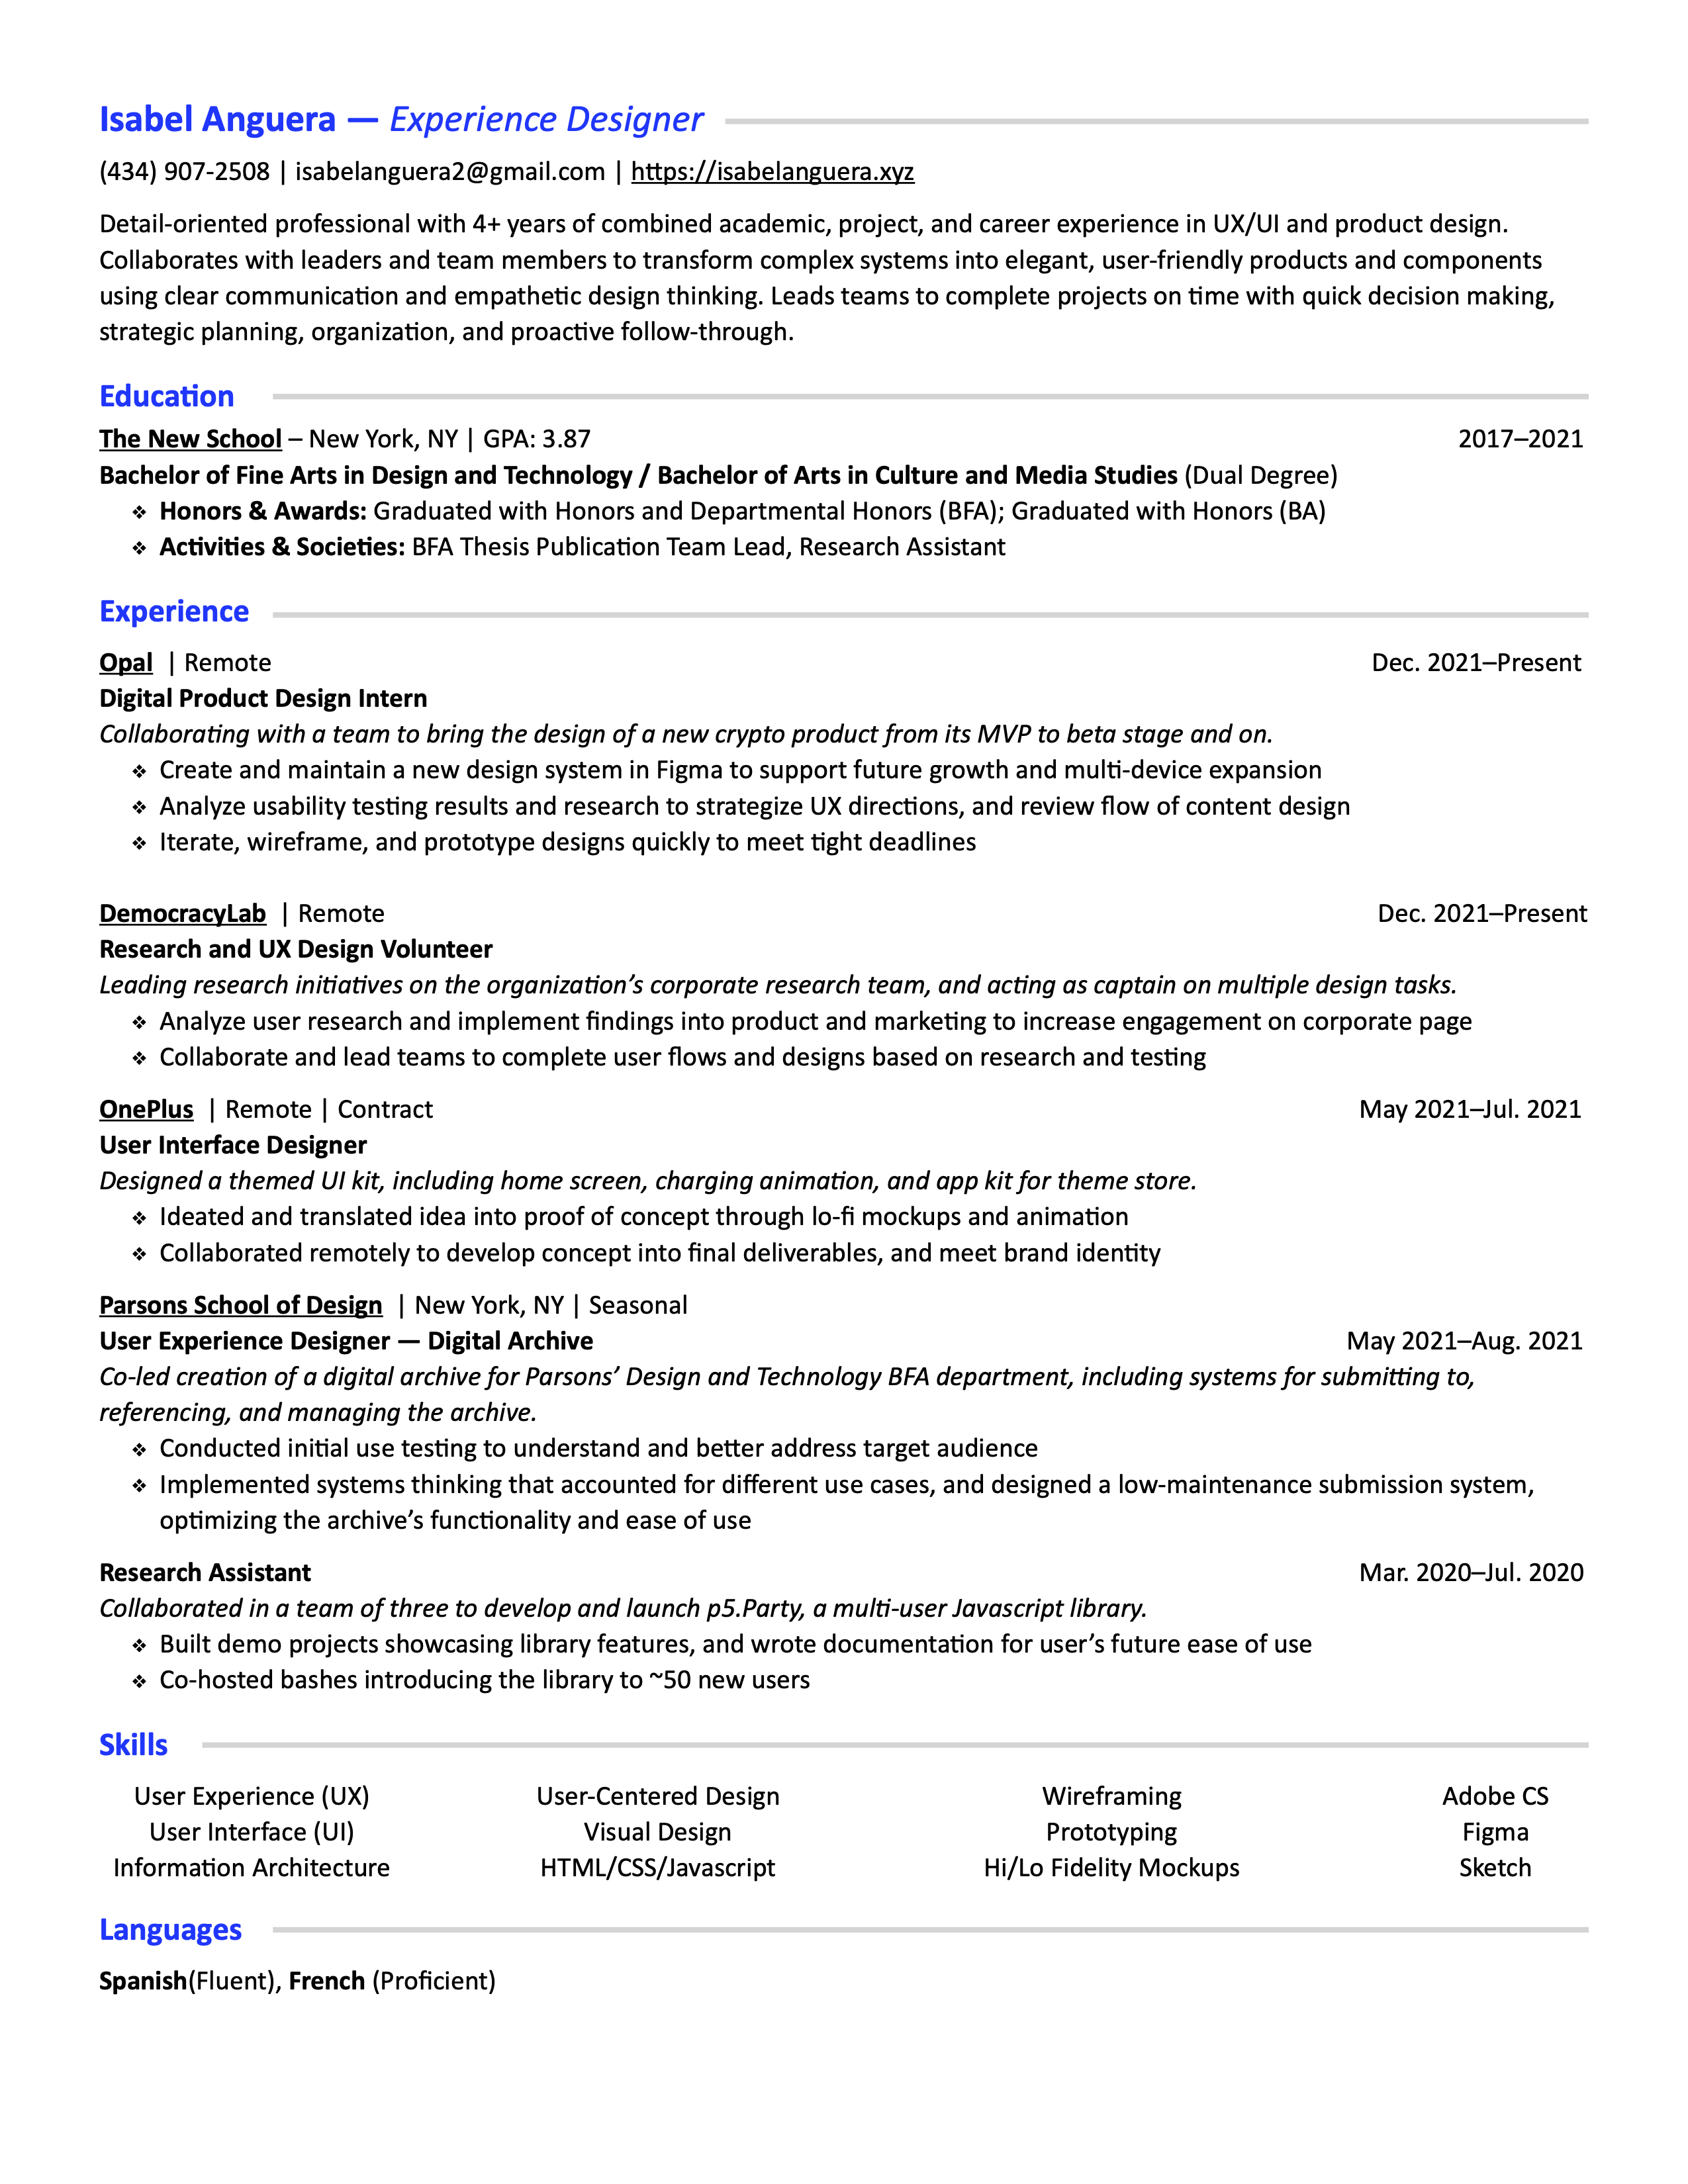 Isabel Anguera — Experience Designer
(434) 907-2508 | isabelanguera2@gmail.com | https://isabelanguera.xyz
Detail-oriented professional with 4+ years of combined academic, project, and career experience in UX/UI and product design.
Collaborates with leaders and team members to transform complex systems into elegant, user-friendly products and components
using clear communication and empathetic design thinking. Leads teams to complete projects on time with quick decision making,
strategic planning, organization, and proactive follow-through.
Education
The New School – New York, NY | GPA: 3.87 2017–2021
Bachelor of Fine Arts in Design and Technology / Bachelor of Arts in Culture and Media Studies (Dual Degree)
❖ Honors & Awards: Graduated with Honors and Departmental Honors (BFA); Graduated with Honors (BA)
❖ Activities & Societies: BFA Thesis Publication Team Lead, Research Assistant
Experience
Opal | Remote Dec. 2021–Present
Digital Product Design Intern
Collaborating with a team to bring the design of a new crypto product from its MVP to beta stage and on.
❖ Create and maintain a new design system in Figma to support future growth and multi-device expansion
❖ Analyze usability testing results and research to strategize UX directions, and review flow of content design
❖ Iterate, wireframe, and prototype designs quickly to meet tight deadlines
DemocracyLab | Remote Dec. 2021–Present
Research and UX Design Volunteer
Leading research initiatives on the organization’s corporate research team, and acting as captain on multiple design tasks.
❖ Analyze user research and implement findings into product and marketing to increase engagement on corporate page
❖ Collaborate and lead teams to complete user flows and designs based on research and testing
OnePlus | Remote | Contract May 2021–Jul. 2021
User Interface Designer
Designed a themed UI kit, including home screen, charging animation, and app kit for theme store.
❖ Ideated and translated idea into proof of concept through lo-fi mockups and animation
❖ Collaborated remotely to develop concept into final deliverables, and meet brand identity
Parsons School of Design | New York, NY | Seasonal
User Experience Designer — Digital Archive May 2021–Aug. 2021
Co-led creation of a digital archive for Parsons’ Design and Technology BFA department, including systems for submitting to,
referencing, and managing the archive.
❖ Conducted initial use testing to understand and better address target audience
❖ Implemented systems thinking that accounted for different use cases, and designed a low-maintenance submission system,
optimizing the archive’s functionality and ease of use
Research Assistant Mar. 2020–Jul. 2020
Collaborated in a team of three to develop and launch p5.Party, a multi-user Javascript library.
❖ Built demo projects showcasing library features, and wrote documentation for user’s future ease of use
❖ Co-hosted bashes introducing the library to ~50 new users
Skills
User Experience (UX) User-Centered Design Wireframing Adobe CS
User Interface (UI) Visual Design Prototyping Figma
Information Architecture HTML/CSS/Javascript Hi/Lo Fidelity Mockups Sketch
Languages
Spanish(Fluent), French (Proficient)